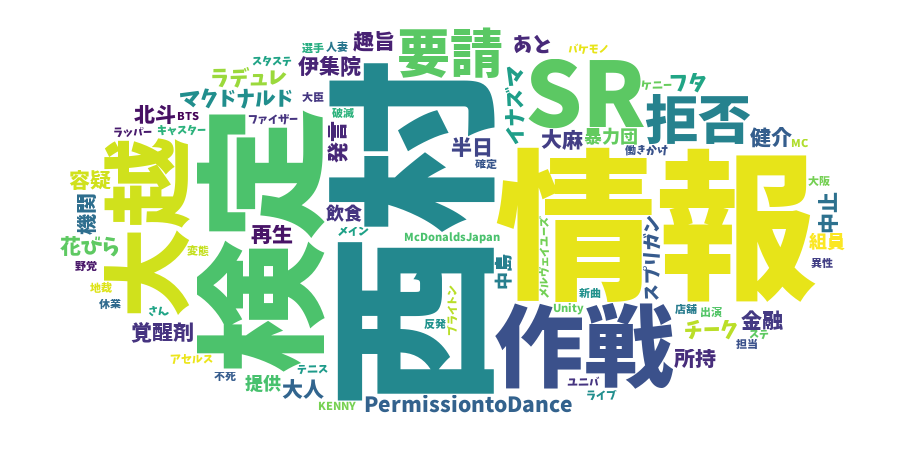 要請
あと
バケモノ
趣旨
選手
人妻
スタステ
伊集院
SR
ラデュレ
イナズマ
ケニー
フタ
マクドナルド
大臣
拒否
北斗
BTS
ファイザー
破滅
ラッパー
キャスター
発言
半日
大麻
暴力団
健介
MC
働きかけ
確定
西村
検定
大越
情報
容疑
大阪
機関
飲食
中止
再生
メイン
McDonaldsJapan
メルヴェイユーズ
スプリガン
組員
花びら
変態
野党
異性
中島
地哉
新曲
休業
さん
ブライトン
反発
Unity
店舗
出演
作戦
チーク
金融
覚醒剤
ステ
担当
アセルス
所持
テニス
不死
提供
大人
ユニバ
ライブ
KENNY
PermissiontoDance